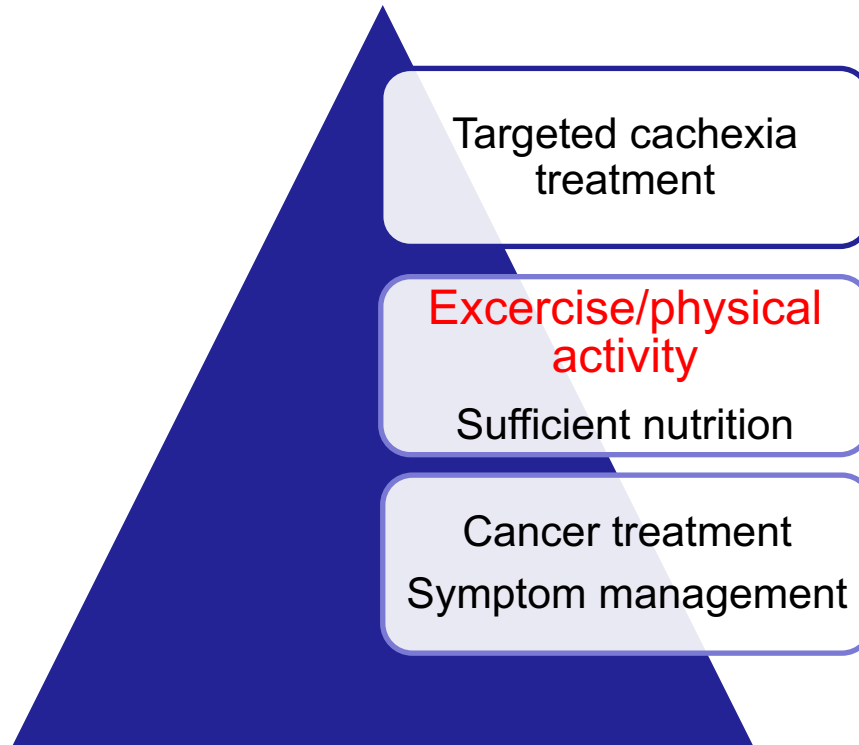 Targeted cachexia
treatment
Excercise/physical
activity
Sufficient nutrition
Cancer treatment
Symptom management